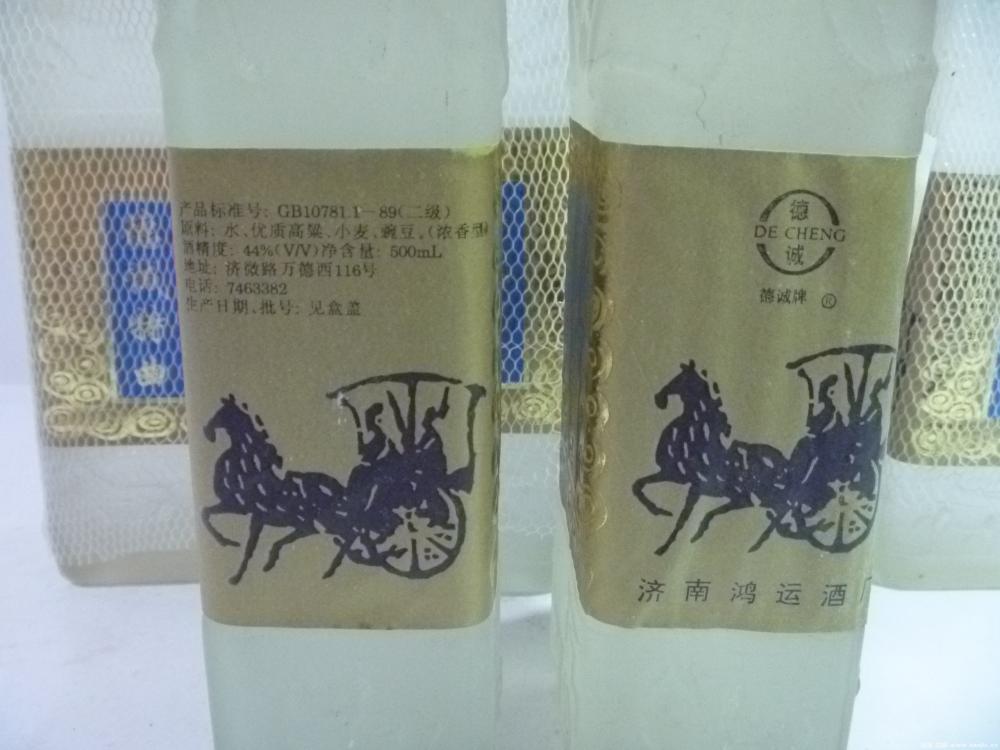 产品标准号: GB10781.1-89(二级)
原料: 水、优质高粱、小麦、豌豆。(浓香型
酒精度: 44%(V/V)净含量: 500mL
地址: 济微路万德西116号
电话: 7463382
生产日期、批号: 见盒盖
德
DE CHENG
诚
德诚牌 ®
济南鸿运酒厂